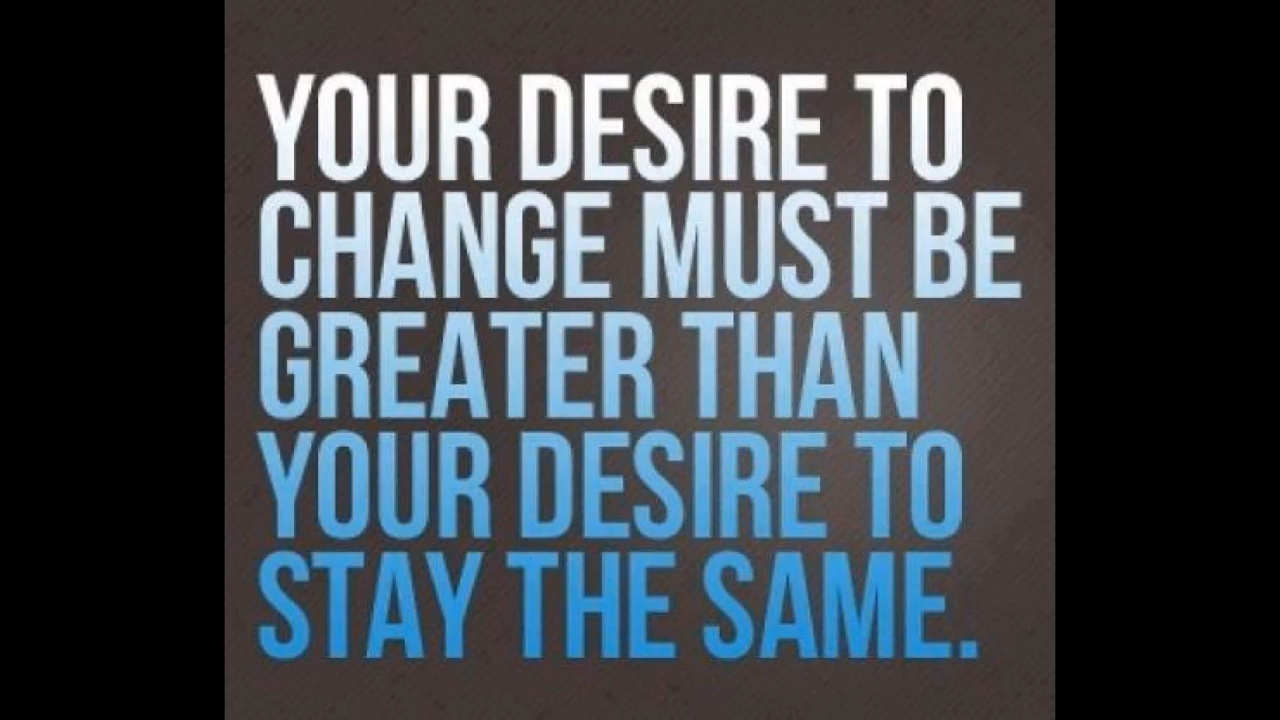 YOUR DESIRE TO
CHANGE MUST BE
GREATER THAN
YOUR DESIRE TO
STAY THE SAME.